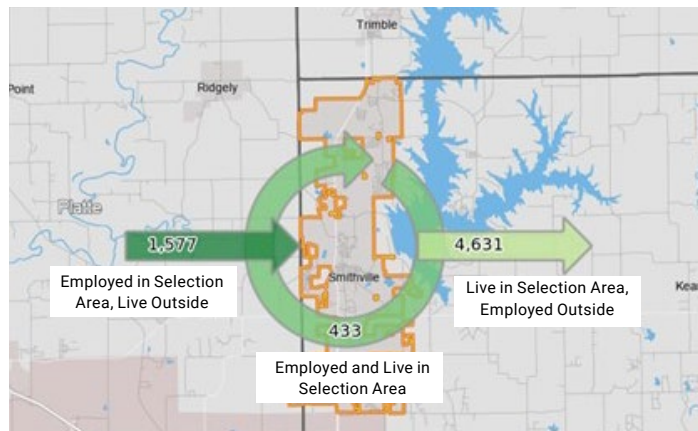 Trimble
Ridgely
Point
Platte
1,577
4,631
Employed in Selection
Area, Live Outside
Smithville
Live in Selection Area,
Employed Outside
Kear
433
Employed and Live in
Selection Area